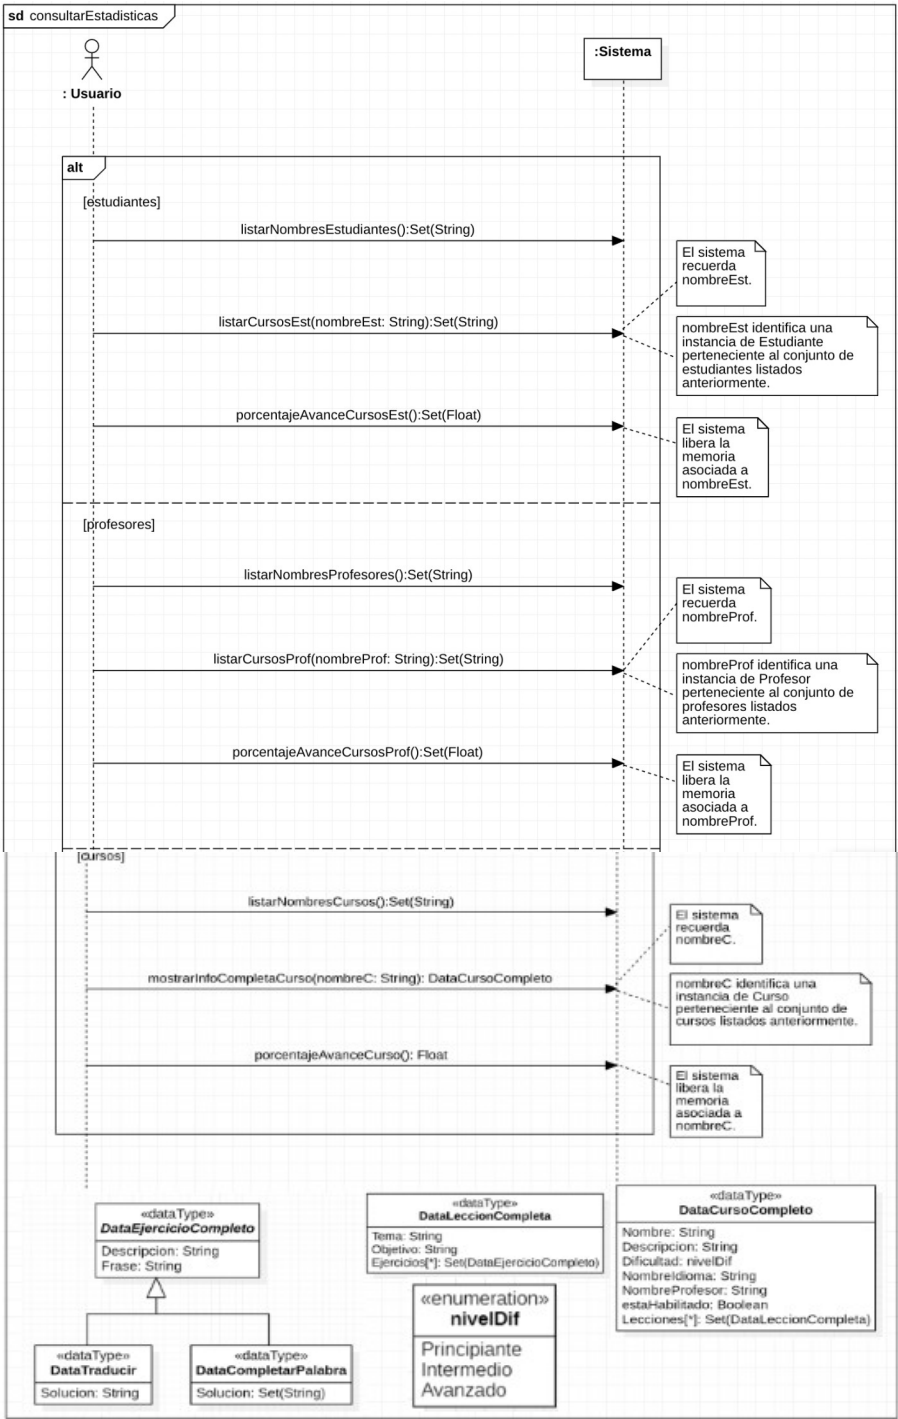 sd consultarEstadisticas
: Usuario
:Sistema
alt
[estudiantes]
listarNombresEstudiantes():Set(String)
El sistema
recuerda
nombreEst.
listarCursosEst(nombreEst: String):Set(String)
nombreEst identifica una
instancia de Estudiante
perteneciente al conjunto de
estudiantes listados
anteriormente.
porcentajeAvanceCursosEst():Set(Float)
El sistema
libera la
memoria
asociada a
nombreEst.
[profesores]
listarNombresProfesores():Set(String)
El sistema
recuerda
nombreProf.
listarCursosProf(nombreProf: String):Set(String)
nombreProf identifica una
instancia de Profesor
perteneciente al conjunto de
profesores listados
anteriormente.
porcentajeAvanceCursosProf():Set(Float)
El sistema
libera la
memoria
asociada a
nombreProf.
[cursos]
listarNombresCursos():Set(String)
El sistema
recuerda
nombreC.
mostrarInfoCompletaCurso(nombreC: String): DataCursoCompleto
nombreC identifica una
instancia de Curso
perteneciente al conjunto de
cursos listados anteriormente.
porcentajeAvanceCurso(): Float
El sistema
libera la
memoria
asociada a
nombreC.
«dataType»
DataEjercicioCompleto
Descripcion: String
Frase: String
«dataType»
DataLeccionCompleta
Tema: String
Objetivo: String
Ejercicios[*]: Set(DataEjercicioCompleto)
«dataType»
DataCursoCompleto
Nombre: String
Descripcion: String
Dificultad: nivelDif
NombreIdioma: String
NombreProfesor: String
estaHabilitado: Boolean
Lecciones[*]: Set(DataLeccionCompleta)
«enumeration»
nivelDif
Principiante
Intermedio
Avanzado
«dataType»
DataTraducir
Solucion: String
«dataType»
DataCompletarPalabra
Solucion: Set(String)